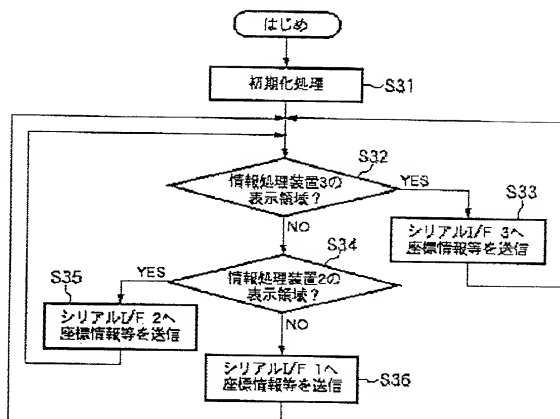 はじめ
初期化処理
S31
S32
情報処理装置3の
表示領域?
YES
S33
シリアルI/F 3へ
座標情報等を送信
NO
S34
情報処理装置2の
表示領域?
YES
S35
シリアルI/F 2へ
座標情報等を送信
NO
シリアルI/F 1へ
座標情報等を送信
S36